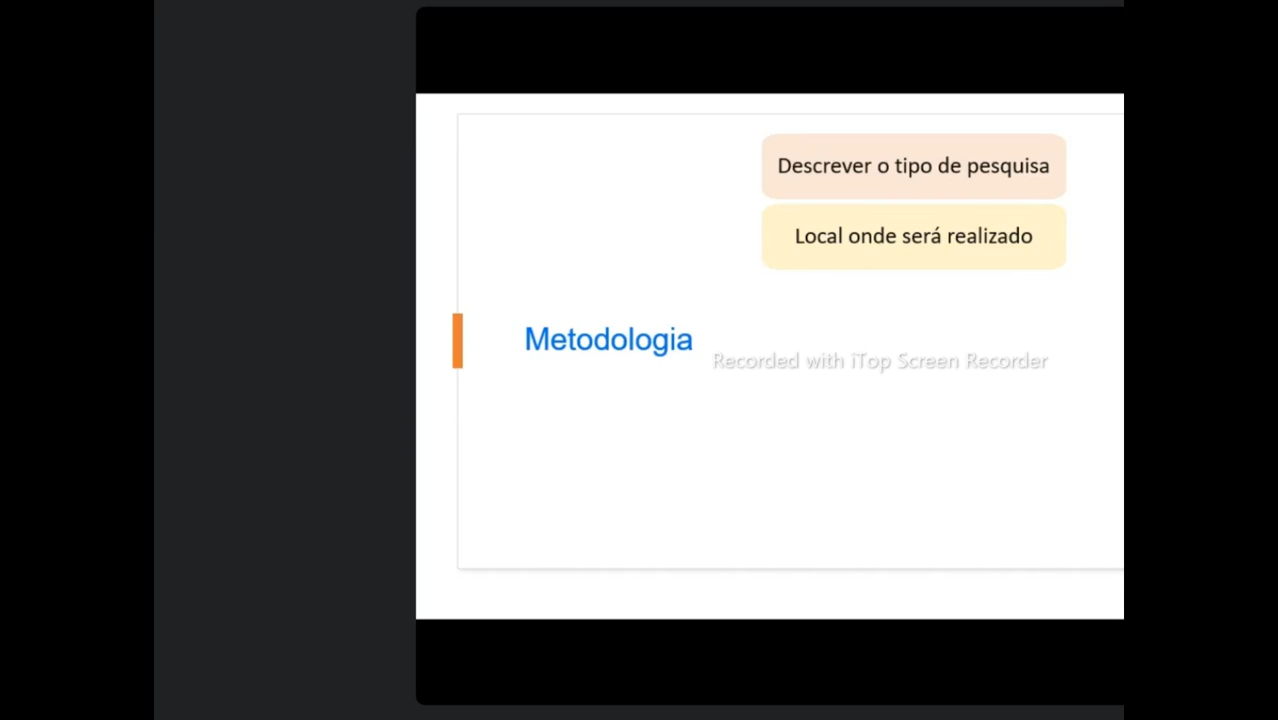 Descrever o tipo de pesquisa
Local onde será realizado
Metodologia
Recorded with iTop Screen Recorder